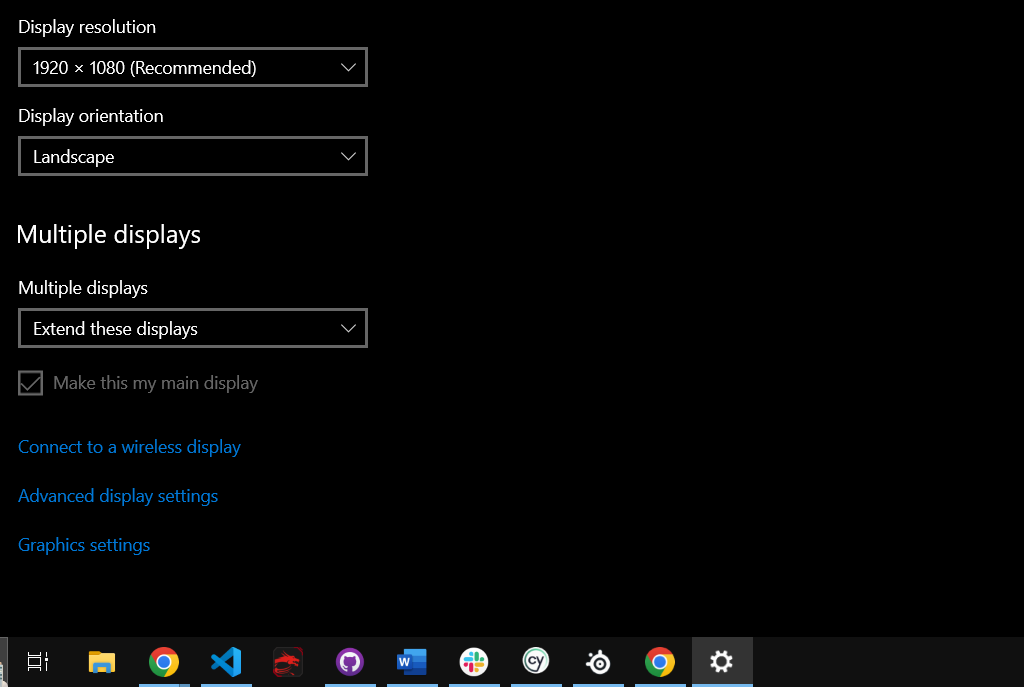 Display resolution
1920 × 1080 (Recommended)
Display orientation
Landscape
Multiple displays
Multiple displays
Extend these displays
Make this my main display
Connect to a wireless display
Advanced display settings
Graphics settings
W
cy